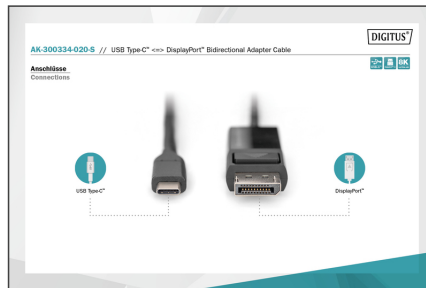 DIGITUS®
AK-300334-020-S // USB Type-C™ <=> DisplayPort™ Bidirectional Adapter Cable
8K
Anschlüsse
Connections
USB Type-C™
DisplayPort™